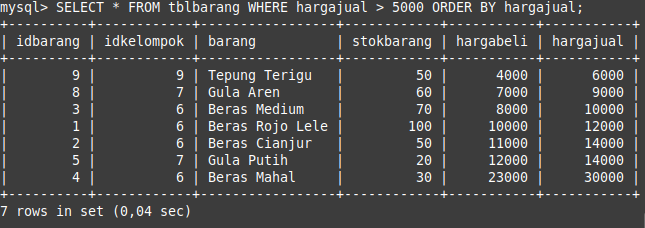 mysql> SELECT * FROM tblbarang WHERE hargajual > 5000 ORDER BY hargajual;
+----------+------------+-----------------+------------+-----------+-----------+
| idbarang | idkelompok | barang          | stokbarang | hargabeli | hargajual |
+----------+------------+-----------------+------------+-----------+-----------+
|        9 |          9 | Tepung Terigu   |         50 |      4000 |      6000 |
|        8 |          7 | Gula Aren       |         60 |      7000 |      9000 |
|        3 |          6 | Beras Medium    |         70 |      8000 |     10000 |
|        1 |          6 | Beras Rojo Lele |        100 |     10000 |     12000 |
|        2 |          6 | Beras Cianjur   |         50 |     11000 |     14000 |
|        5 |          7 | Gula Putih      |         20 |     12000 |     14000 |
|        4 |          6 | Beras Mahal     |         30 |     23000 |     30000 |
+----------+------------+-----------------+------------+-----------+-----------+
7 rows in set (0,04 sec)